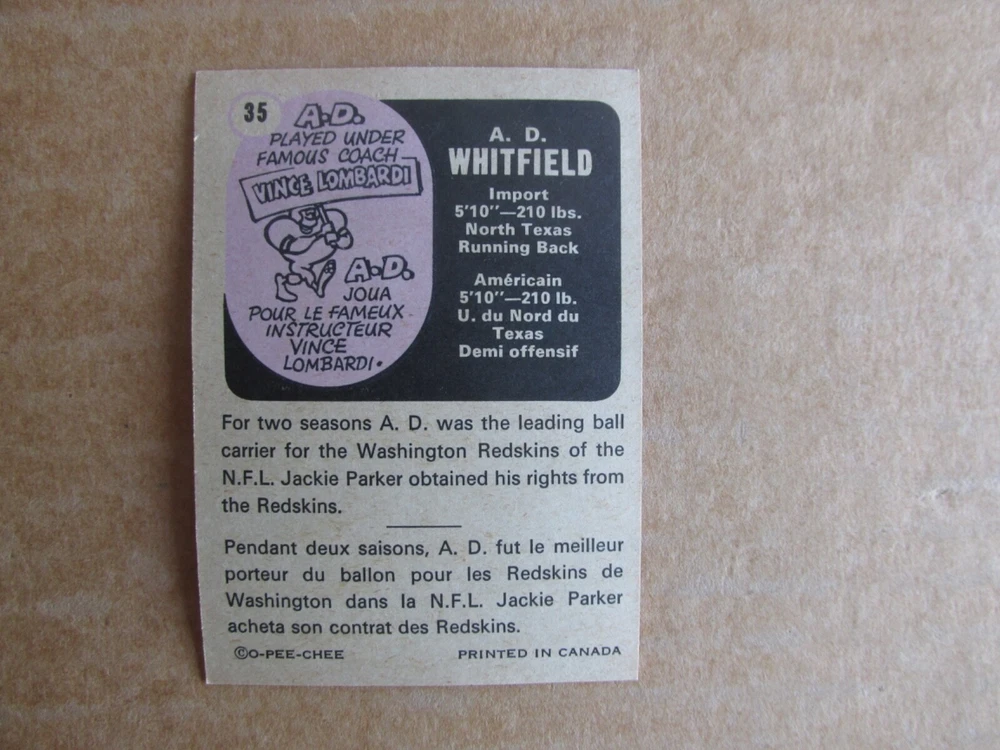 35
A.D.
PLAYED UNDER
FAMOUS COACH
VINCE LOMBARDI
A.D.
JOUA
POUR LE FAMEUX
INSTRUCTEUR
VINCE
LOMBARDI.
A. D.
WHITFIELD
Import
5'10"—210 lbs.
North Texas
Running Back
Américain
5'10"—210 lb.
U. du Nord du
Texas
Demi offensif
For two seasons A. D. was the leading ball
carrier for the Washington Redskins of the
N.F.L. Jackie Parker obtained his rights from
the Redskins.
Pendant deux saisons, A. D. fut le meilleur
porteur du ballon pour les Redskins de
Washington dans la N.F.L. Jackie Parker
acheta son contrat des Redskins.
©O-PEE-CHEE PRINTED IN CANADA